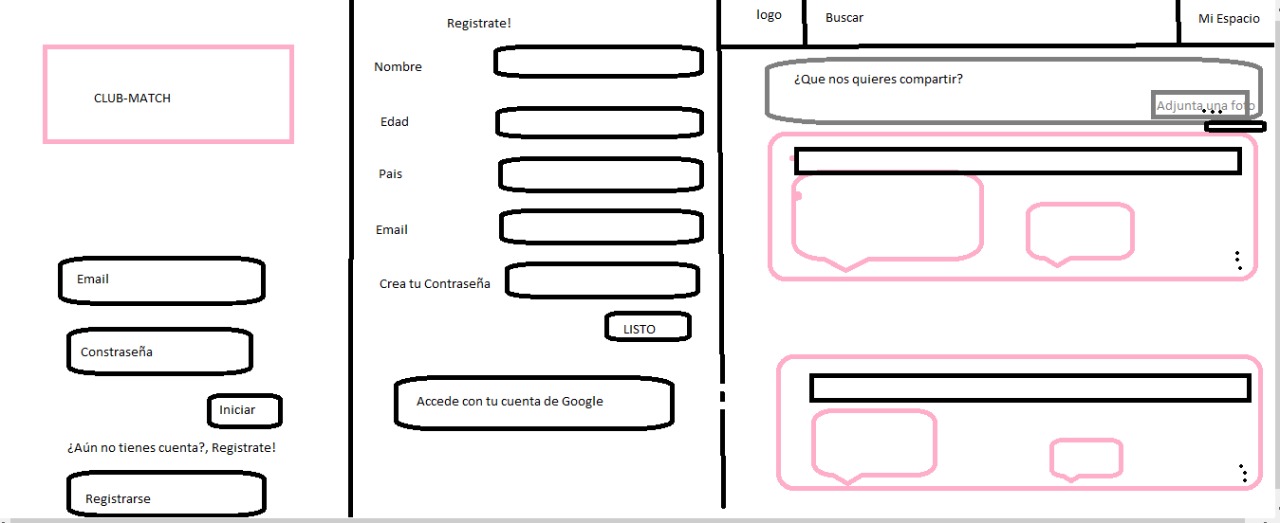 CLUB-MATCH
Email
Constraseña
Iniciar
¿Aún no tienes cuenta?, Registrate!
Registrarse
Registrate!
Nombre
Edad
Pais
Email
Crea tu Contraseña
LISTO
Accede con tu cuenta de Google
logo
Buscar
Mi Espacio
¿Que nos quieres compartir?
Adjunta una foto